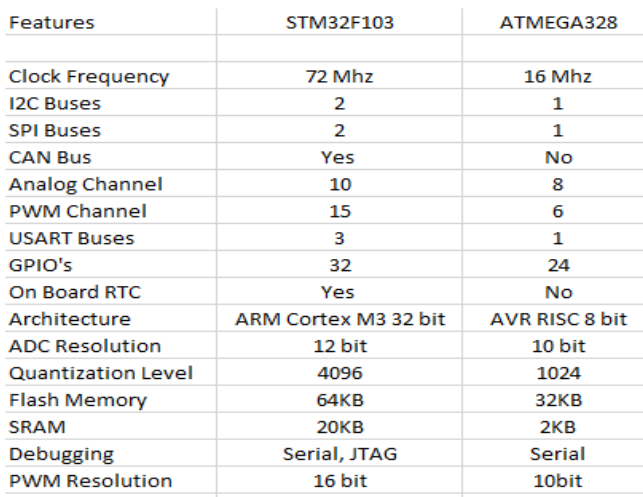 Features STM32F103 ATMEGA328
Clock Frequency 72 Mhz 16 Mhz
I2C Buses 2 1
SPI Buses 2 1
CAN Bus Yes No
Analog Channel 10 8
PWM Channel 15 6
USART Buses 3 1
GPIO's 32 24
On Board RTC Yes No
Architecture ARM Cortex M3 32 bit AVR RISC 8 bit
ADC Resolution 12 bit 10 bit
Quantization Level 4096 1024
Flash Memory 64KB 32KB
SRAM 20KB 2KB
Debugging Serial, JTAG Serial
PWM Resolution 16 bit 10bit